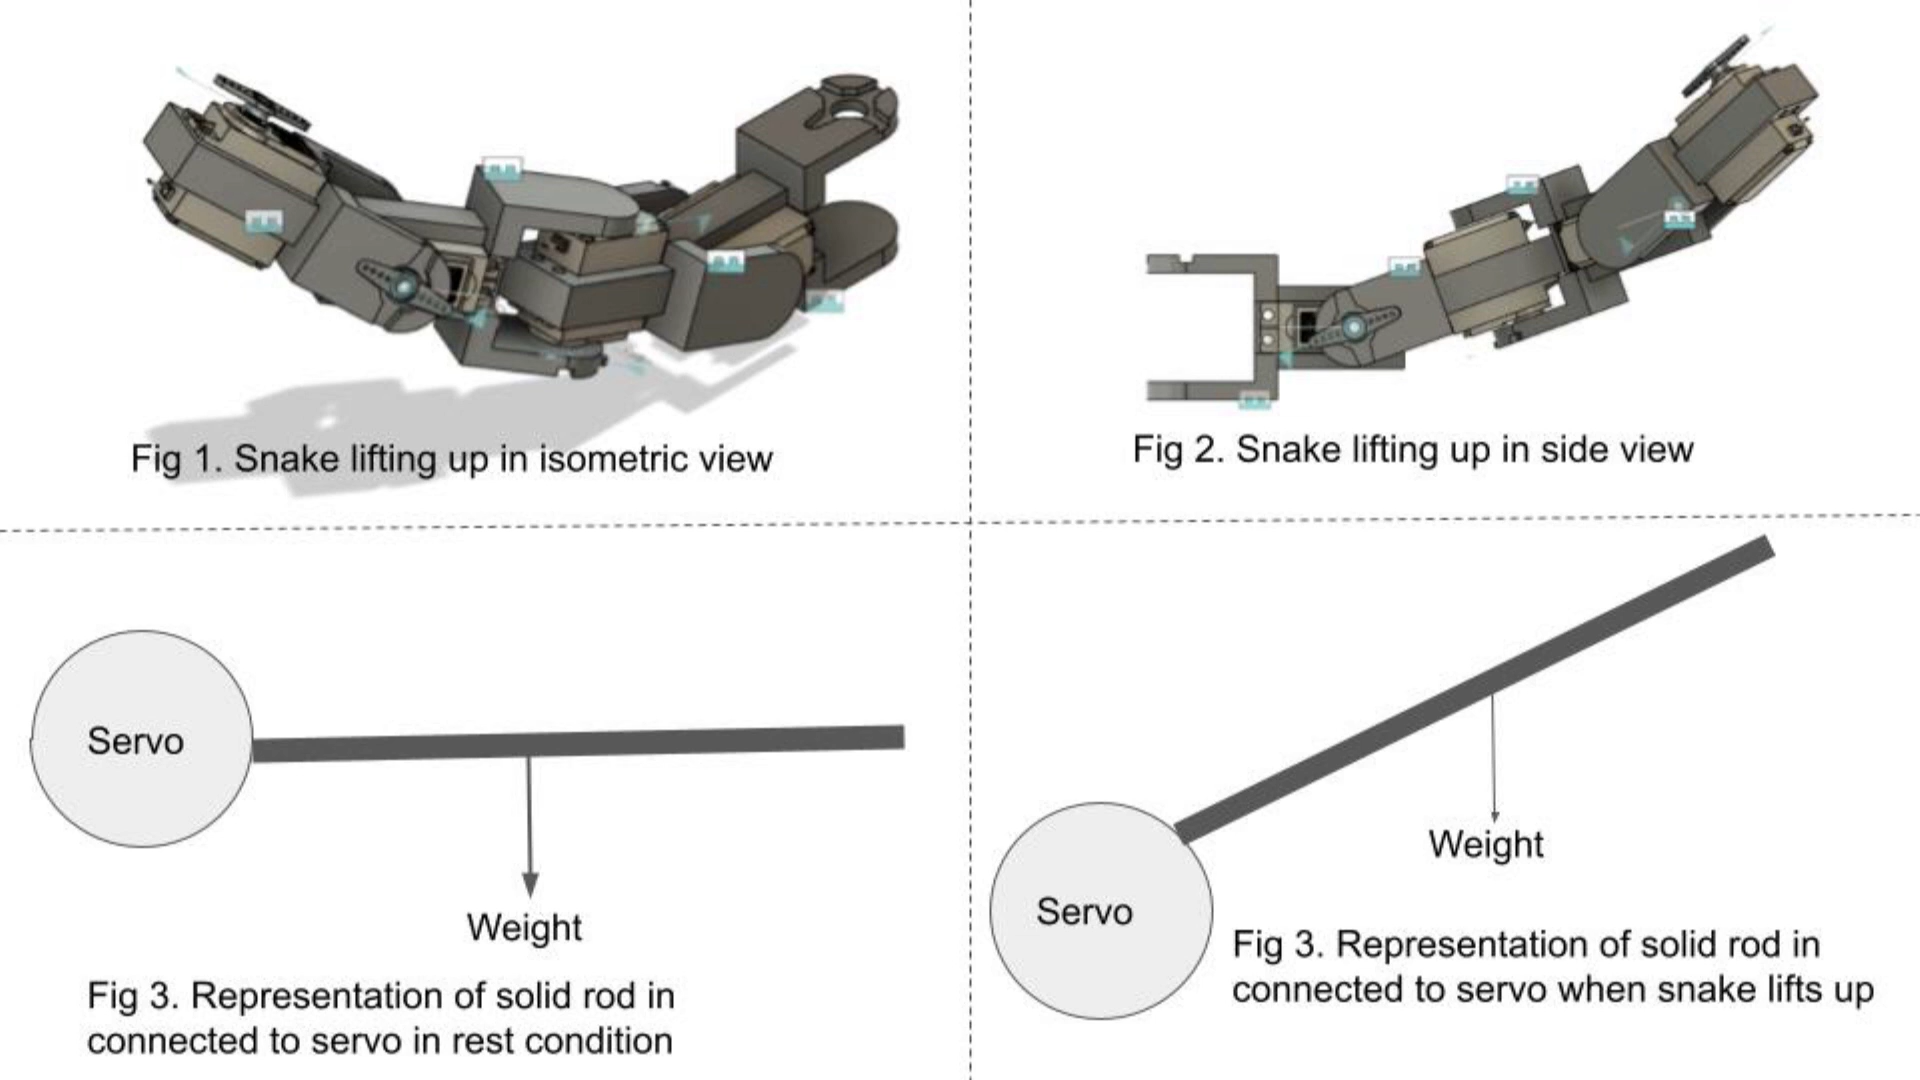 Fig 1. Snake lifting up in isometric view
Fig 2. Snake lifting up in side view
Servo
Weight
Fig 3. Representation of solid rod in
connected to servo in rest condition
Servo
Weight
Fig 3. Representation of solid rod in
connected to servo when snake lifts up